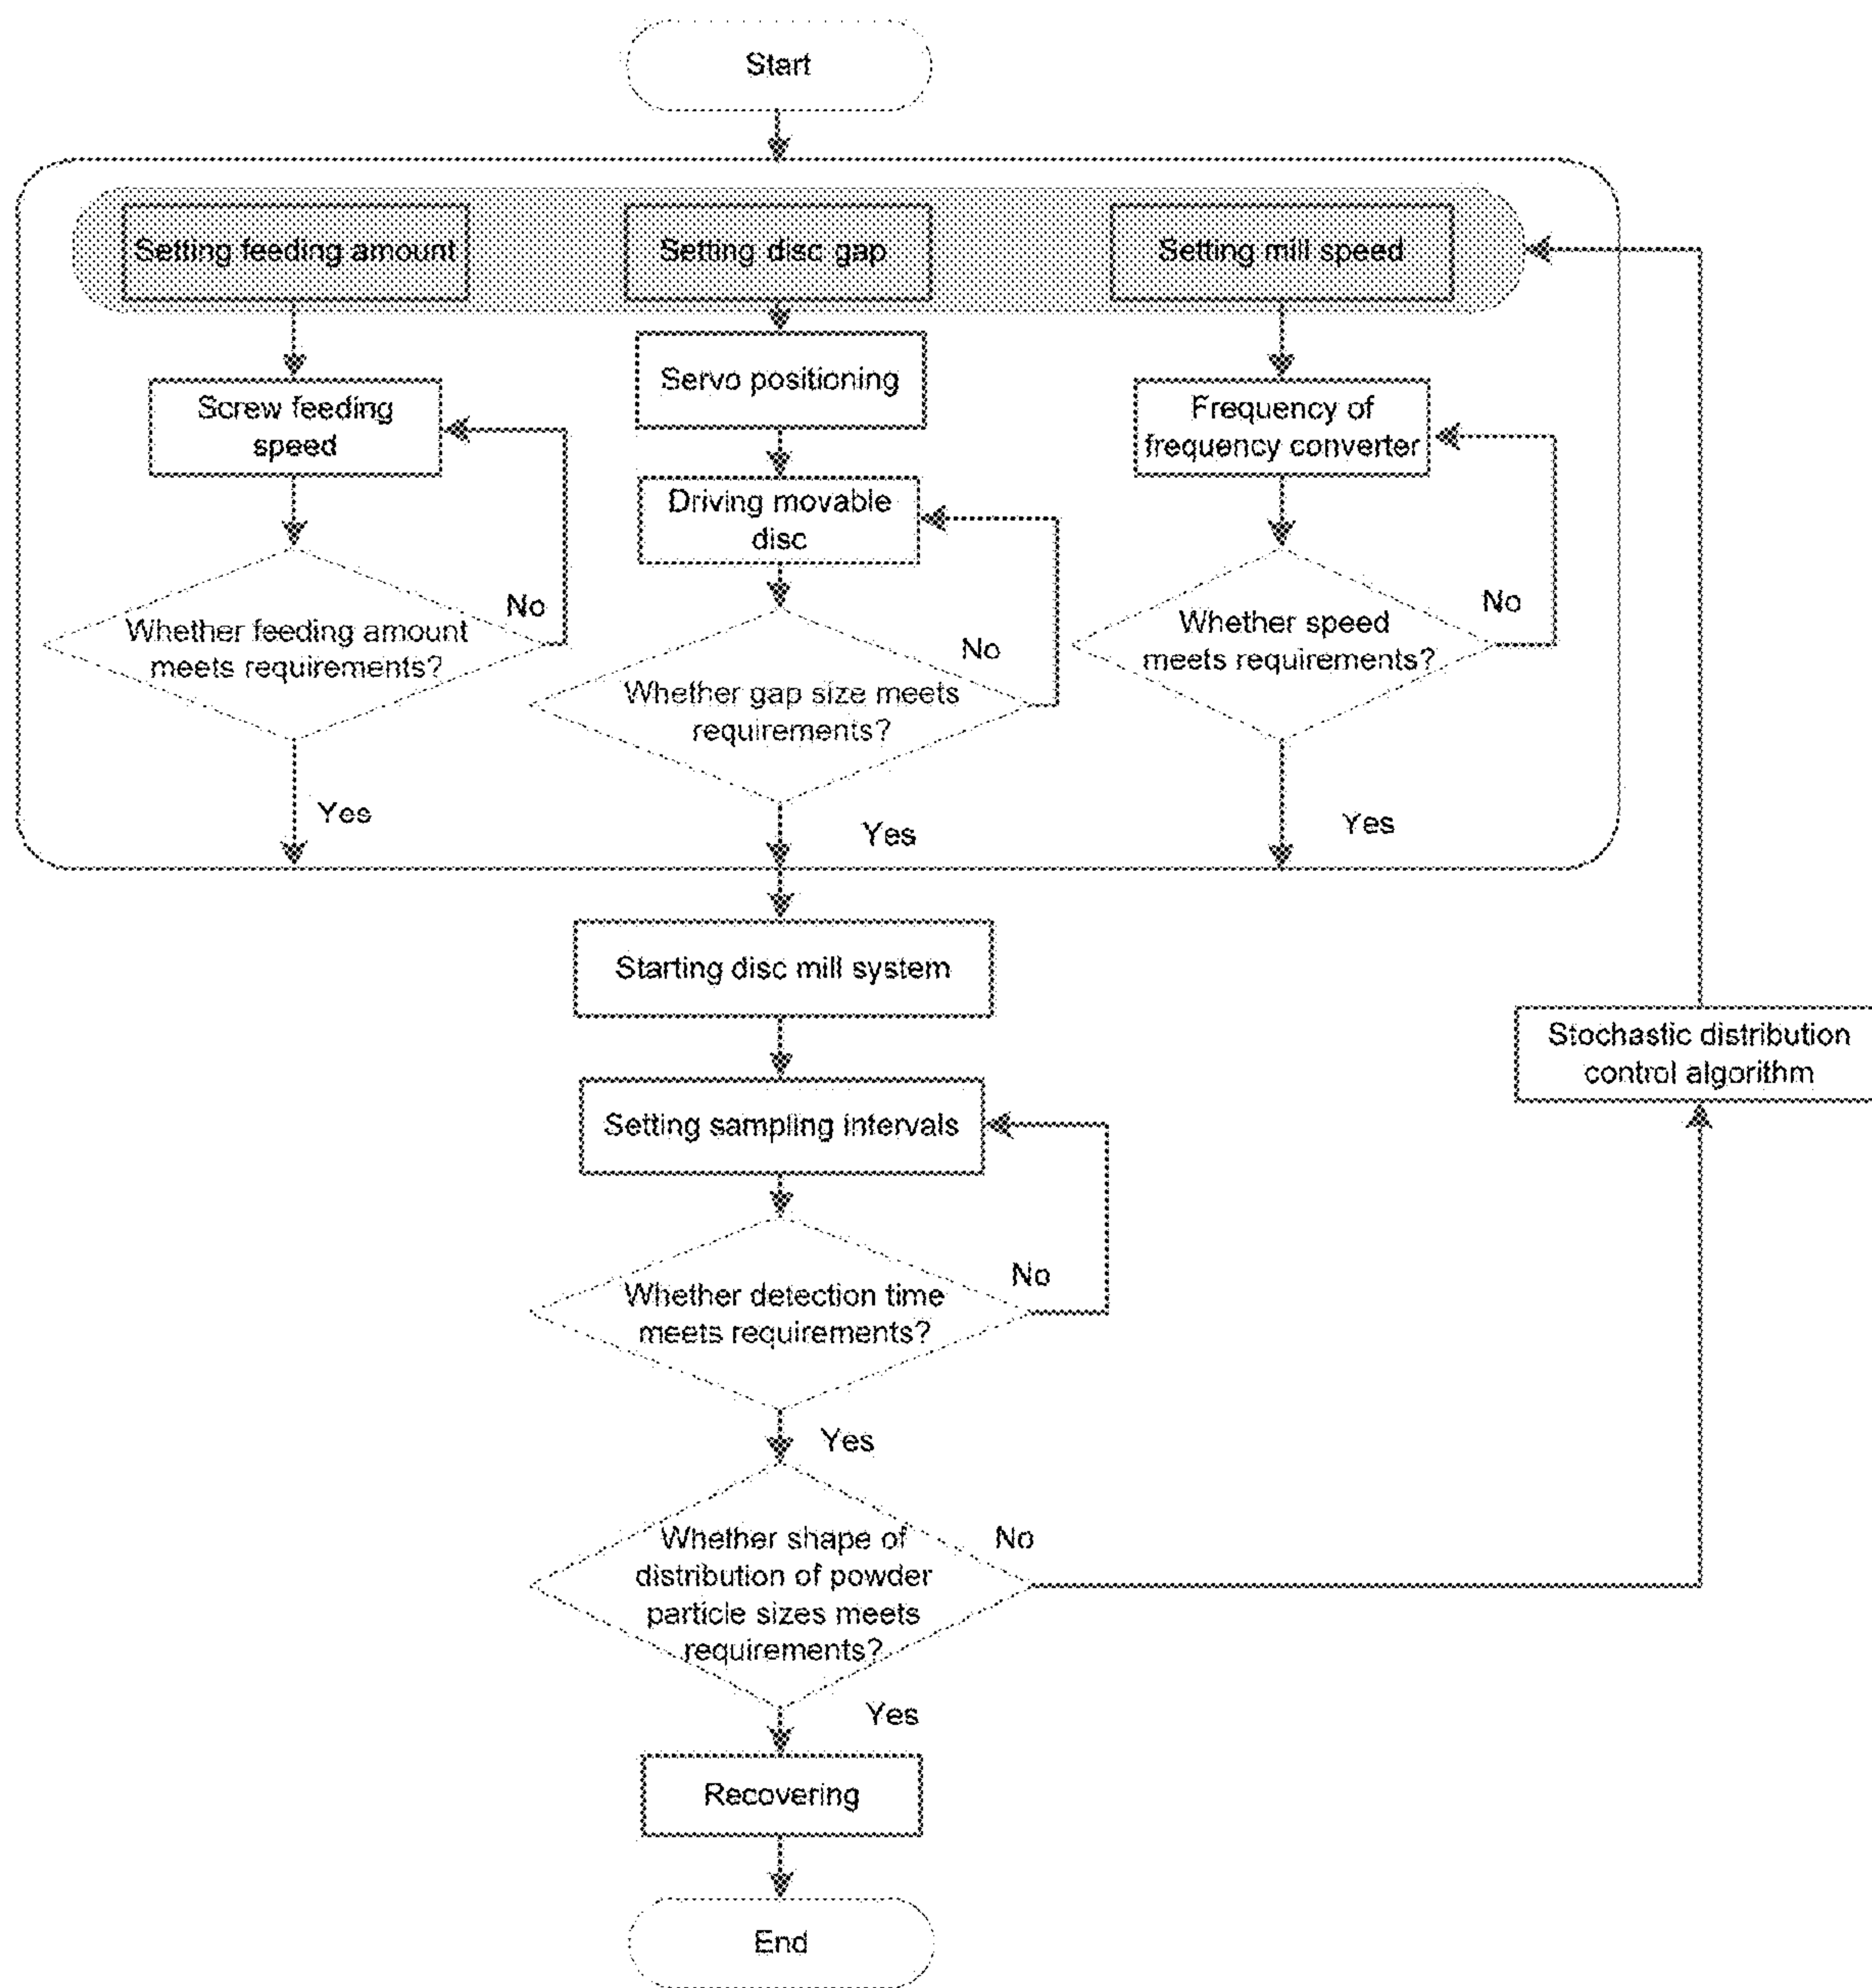 Start
Setting feeding amount
Setting disc gap
Setting mill speed
Screw feeding
speed
Servo positioning
Frequency of
frequency converter
Driving movable
disc
No
Whether feeding amount
meets requirements?
No
Whether gap size meets
requirements?
No
Whether speed
meets requirements?
Yes
Yes
Yes
Starting disc mill system
Stochastic distribution
control algorithm
Setting sampling intervals
No
Whether detection time
meets requirements?
Yes
Whether shape of
distribution of powder
particle sizes meets
requirements?
No
Yes
Recovering
End